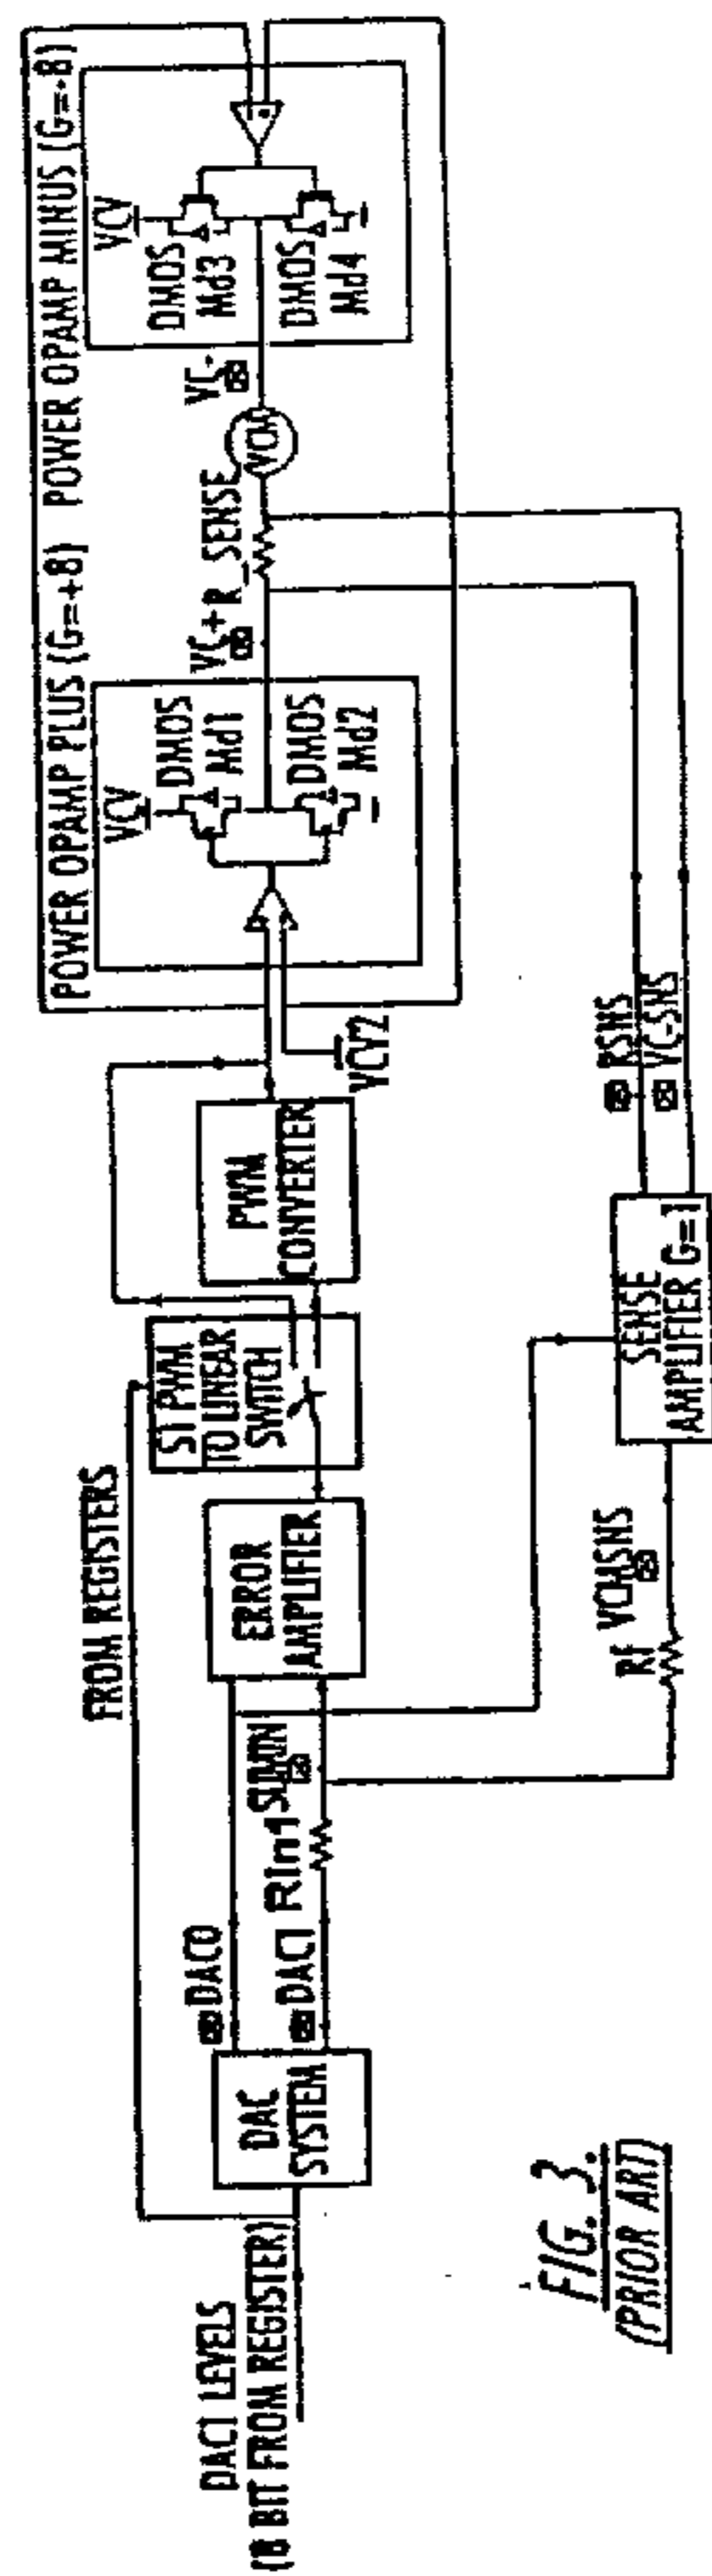 DAC1 LEVELS
(8 BIT FROM REGISTER)
DAC
SYSTEM
DAC0
DAC1
RIn1
SUMIN
FROM REGISTERS
ERROR
AMPLIFIER
S1 PWM
TO LINEAR
SWITCH
PWM
CONVERTER
VCV2
POWER OPAMP PLUS (G=+8)
VCV
DMOS
Md1
DMOS
Md2
VC+
R_SENSE
VCM
VC-
POWER OPAMP MINUS (G=-8)
VCV
DMOS
Md3
DMOS
Md4
RF
VCMSNS
SENSE
AMPLIFIER G=1
RSNS
VC-SNS
FIG. 3.
(PRIOR ART)